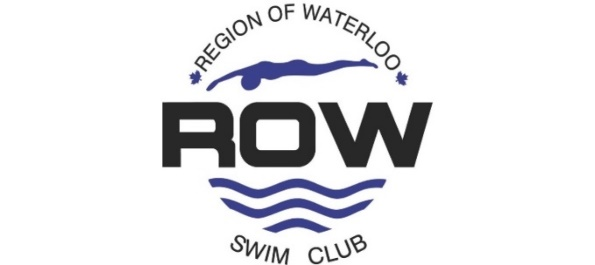 REGION OF WATERLOO
ROW
SWIM CLUB